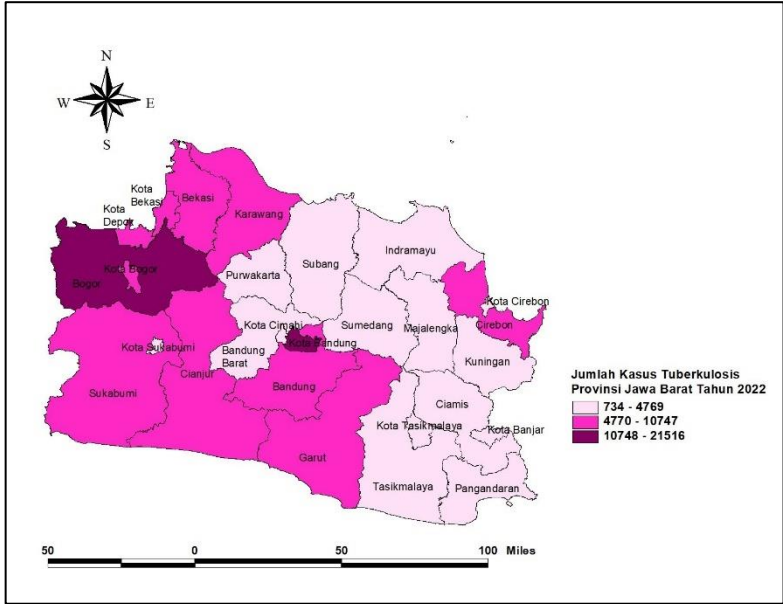 N
W E
S
Kota
Bekasi
Bekasi
Kota
Depok
Karawang
Kota Bogor
Bogor
Purwakarta
Subang
Indramayu
Kota Cirebon
Cirebon
Kota Cimahi
Sumedang
Majalengka
Kota Sukabumi
Bandung
Barat
Kota Bandung
Kuningan
Cianjur
Sukabumi
Bandung
Ciamis
Kota Tasikmalaya
Kota Banjar
Garut
Tasikmalaya
Pangandaran
Jumlah Kasus Tuberkulosis
Provinsi Jawa Barat Tahun 2022
734 - 4769
4770 - 10747
10748 - 21516
50 0 50 100 Miles